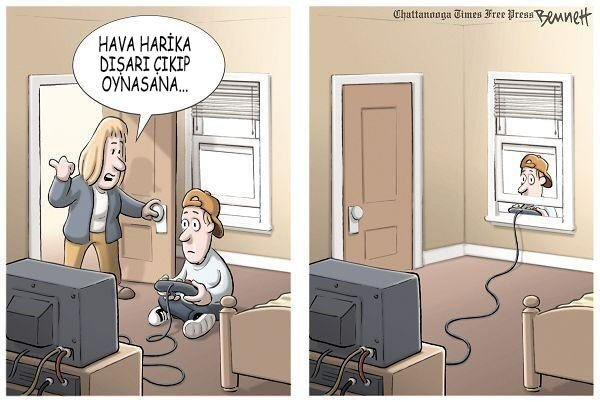 HAVA HARİKA
DIŞARI ÇIKIP
OYNASANA...
Chattanooga Times Free Press Bennett